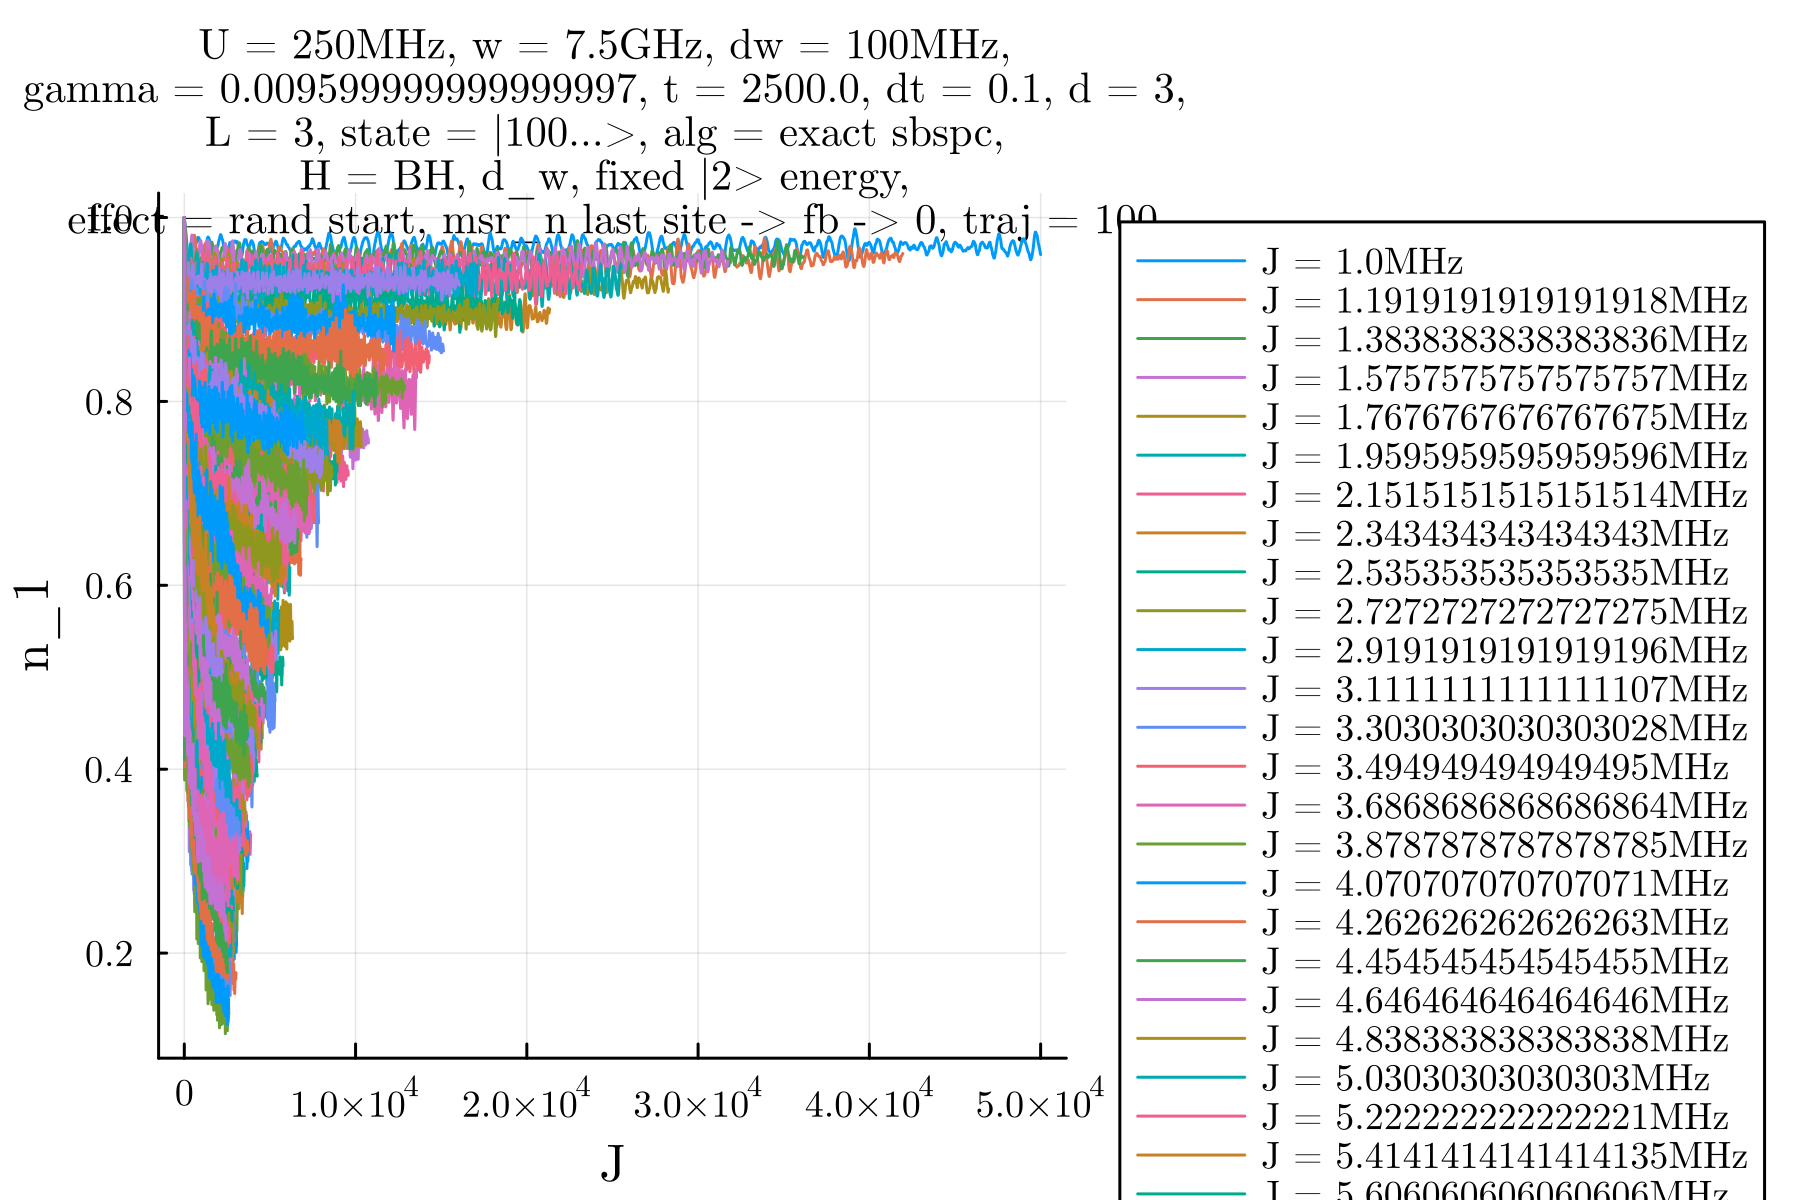 U = 250MHz, w = 7.5GHz, dw = 100MHz,
gamma = 0.009599999999999997, t = 2500.0, dt = 0.1, d = 3,
L = 3, state = |100...>, alg = exact sbspc,
H = BH, d_w, fixed |2> energy,
effect = rand start, msr_n last site -> fb -> 0, traj = 100
1.0
0.8
0.6
0.4
0.2
n_1
0
1.0×10^4
2.0×10^4
3.0×10^4
4.0×10^4
5.0×10^4
J
J = 1.0MHz
J = 1.1919191919191918MHz
J = 1.3838383838383836MHz
J = 1.5757575757575757MHz
J = 1.7676767676767675MHz
J = 1.9595959595959596MHz
J = 2.1515151515151514MHz
J = 2.343434343434343MHz
J = 2.535353535353535MHz
J = 2.7272727272727275MHz
J = 2.9191919191919196MHz
J = 3.1111111111111107MHz
J = 3.3030303030303028MHz
J = 3.494949494949495MHz
J = 3.6868686868686864MHz
J = 3.8787878787878785MHz
J = 4.070707070707071MHz
J = 4.262626262626263MHz
J = 4.454545454545455MHz
J = 4.646464646464646MHz
J = 4.838383838383838MHz
J = 5.03030303030303MHz
J = 5.222222222222221MHz
J = 5.4141414141414135MHz
J = 5.606060606060606MHz